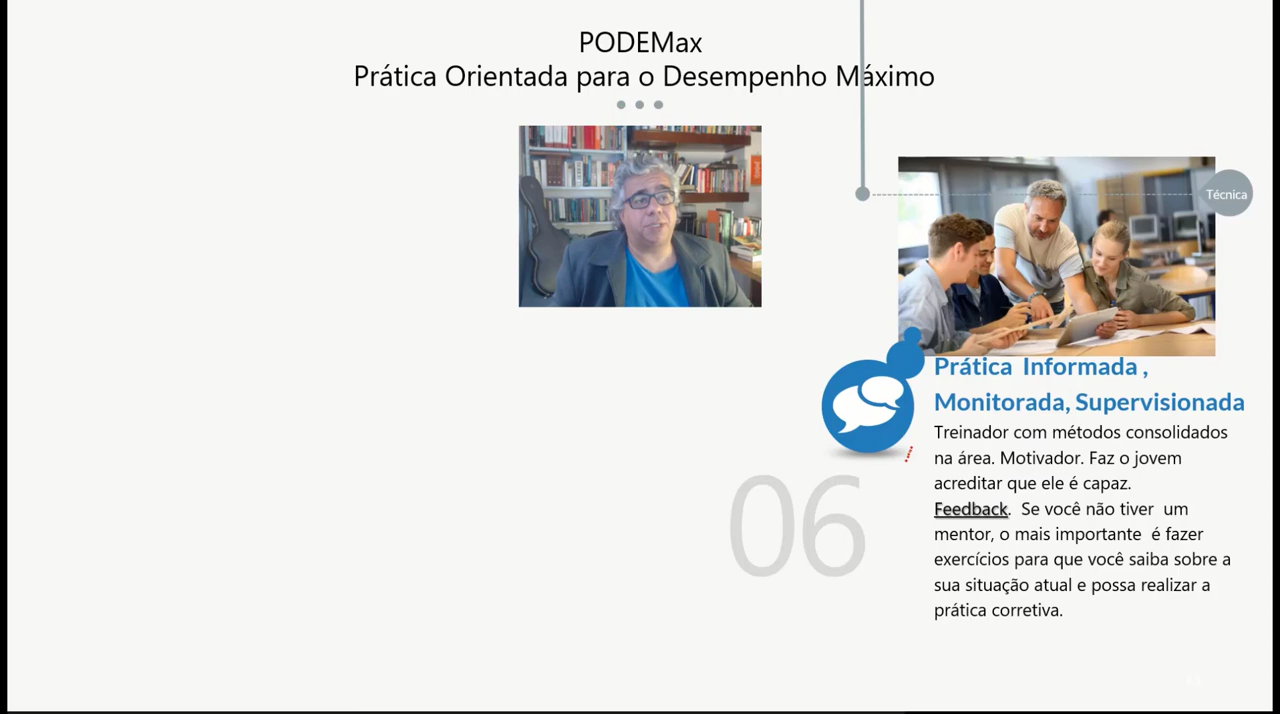 PODEMax
Prática Orientada para o Desempenho Máximo
Técnica
Prática Informada ,
Monitorada, Supervisionada
Treinador com métodos consolidados
na área. Motivador. Faz o jovem
acreditar que ele é capaz.
Feedback. Se você não tiver um
mentor, o mais importante é fazer
exercícios para que você saiba sobre a
sua situação atual e possa realizar a
prática corretiva.
06